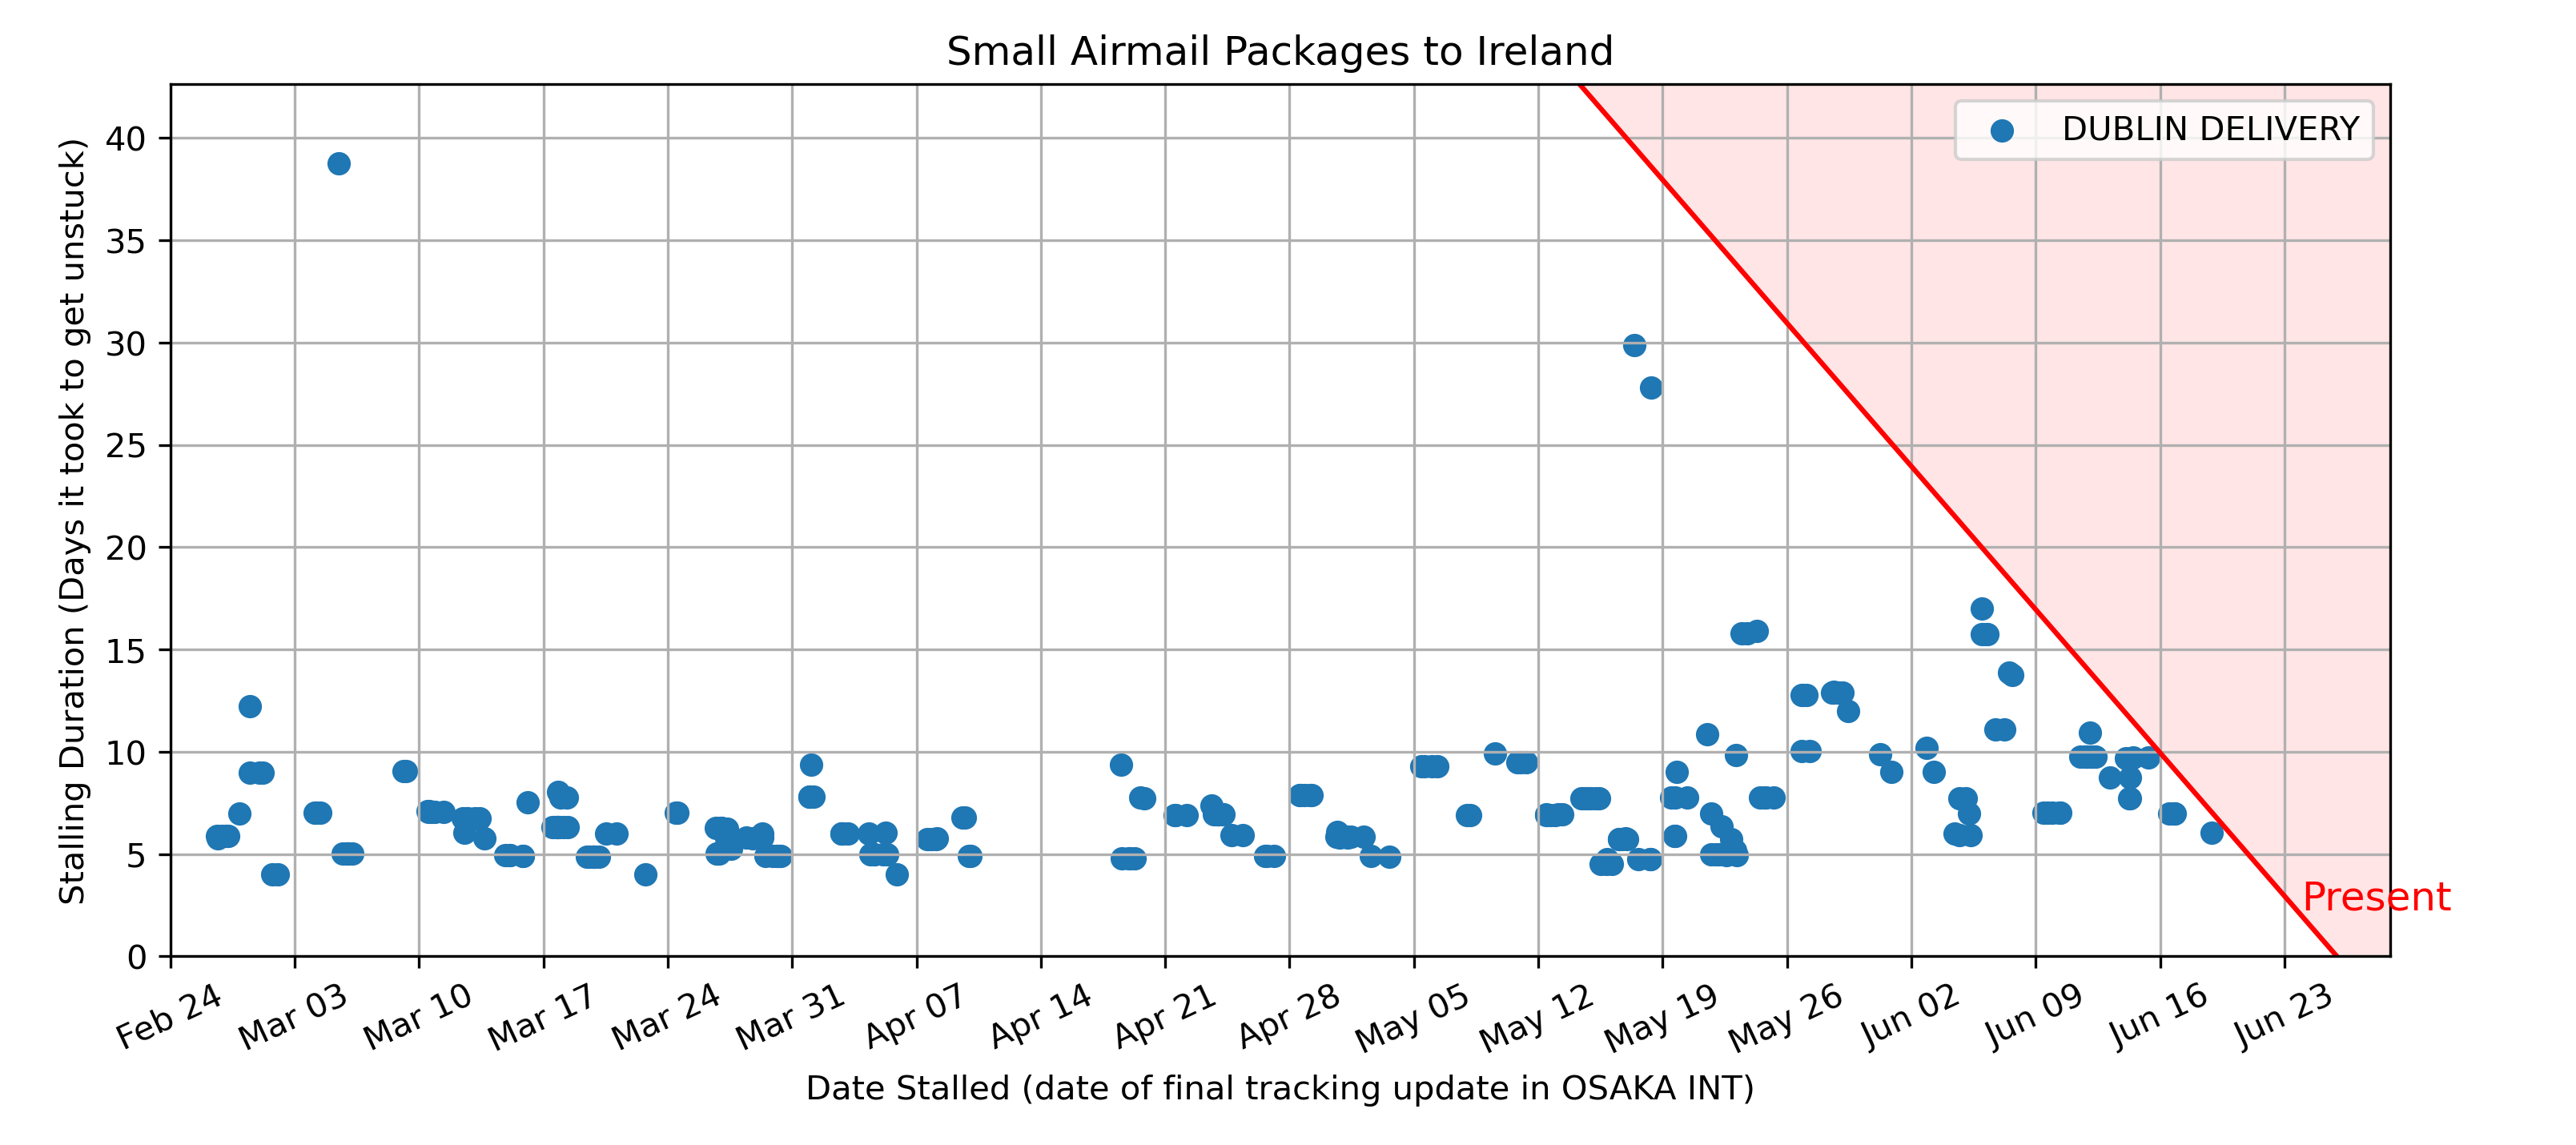 Small Airmail Packages to Ireland
DUBLIN DELIVERY
Stalling Duration (Days it took to get unstuck)
40
35
30
25
20
15
10
5
0
Present
Feb 24
Mar 03
Mar 10
Mar 17
Mar 24
Mar 31
Apr 07
Apr 14
Apr 21
Apr 28
May 05
May 12
May 19
May 26
Jun 02
Jun 09
Jun 16
Jun 23
Date Stalled (date of final tracking update in OSAKA INT)